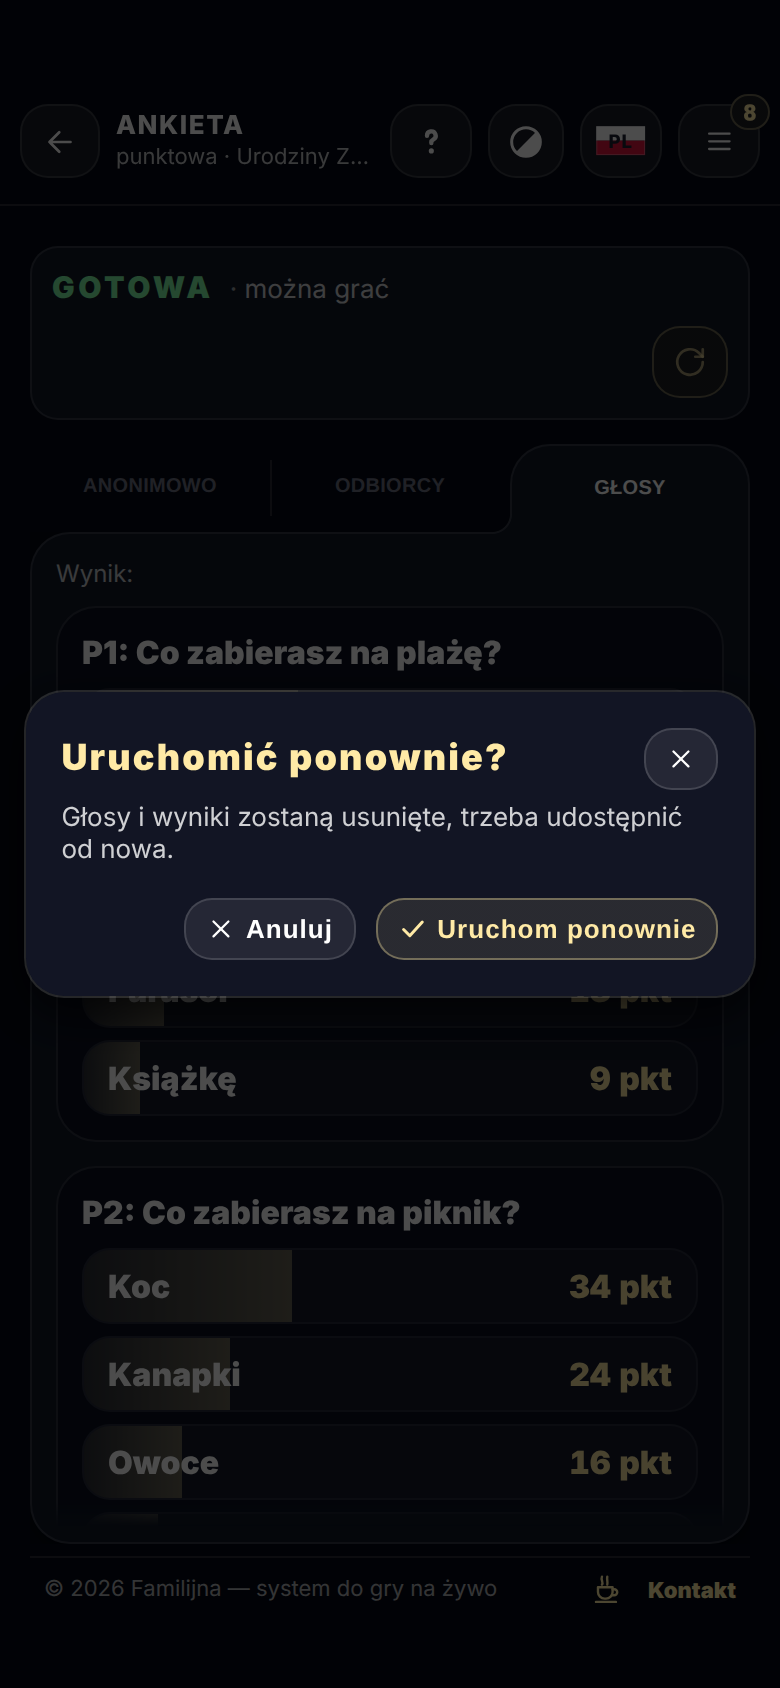 ANKIETA
punktowa · Urodziny Z...
?
PL
8
GOTOWA · można grać
ANONIMOWO
ODBIORCY
GŁOSY
Wynik:
P1: Co zabierasz na plażę?
Uruchomić ponownie?
Głosy i wyniki zostaną usunięte, trzeba udostępnić
od nowa.
Anuluj
Uruchom ponownie
Książkę 9 pkt
P2: Co zabierasz na piknik?
Koc 34 pkt
Kanapki 24 pkt
Owoce 16 pkt
© 2026 Familijna — system do gry na żywo
Kontakt